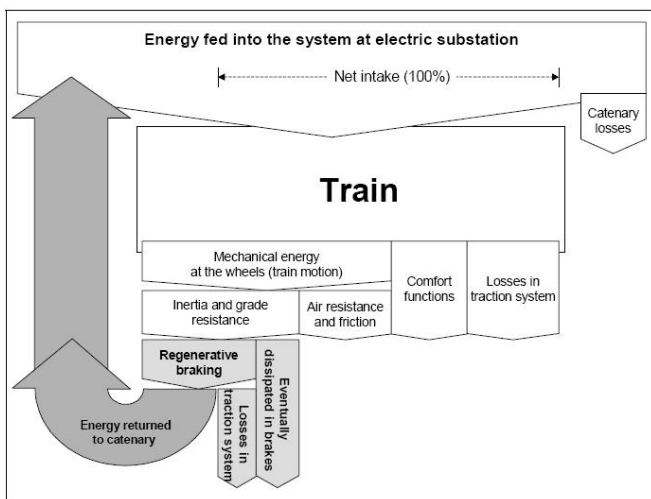 Energy fed into the system at electric substation
Net intake (100%)
Catenary
losses
Train
Mechanical energy
at the wheels (train motion)
Comfort
functions
Losses in
traction system
Inertia and grade
resistance
Air resistance
and friction
Regenerative
braking
Eventually
dissipated in brakes
Losses in
traction system
Energy returned
to catenary